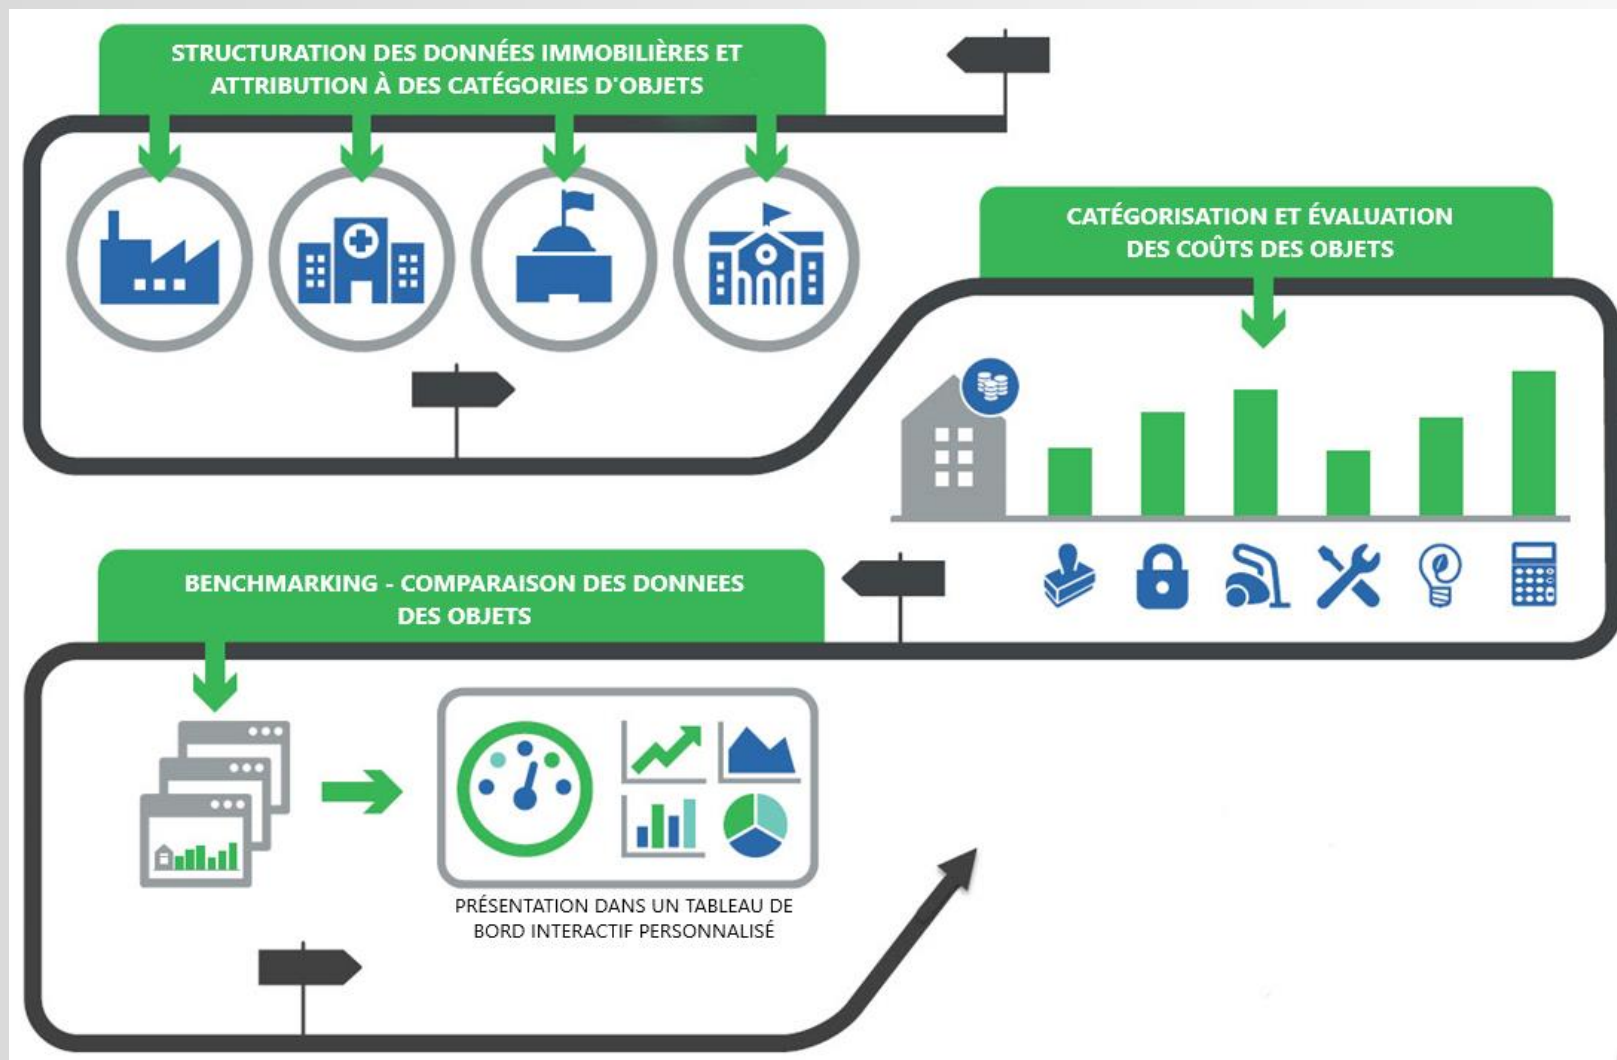 STRUCTURATION DES DONNÉES IMMOBILIÈRES ET
ATTRIBUTION À DES CATÉGORIES D'OBJETS
CATÉGORISATION ET ÉVALUATION
DES COÛTS DES OBJETS
BENCHMARKING - COMPARAISON DES DONNEES
DES OBJETS
PRÉSENTATION DANS UN TABLEAU DE
BORD INTERACTIF PERSONNALISÉ